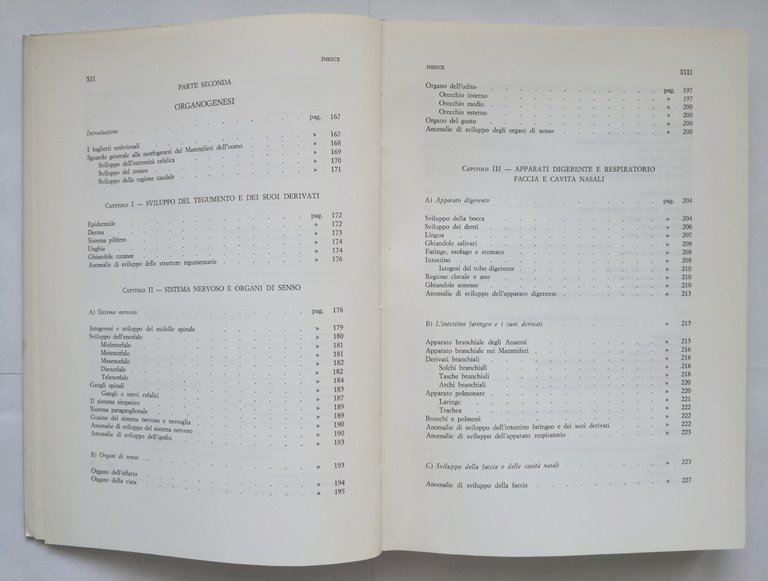 XII
INDICE
PARTE SECONDA
ORGANOGENESI
Introduzione . . . pag. 167
I foglietti embrionali . . . » 167
Sguardo generale alla morfogenesi dei Mammiferi dell'uomo . . . » 168
Sviluppo dell'estremità cefalica . . . » 169
Sviluppo del tronco . . . » 170
Sviluppo della regione caudale . . . » 171
CAPITOLO I — SVILUPPO DEL TEGUMENTO E DEI SUOI DERIVATI
Epidermide . . . pag. 172
Derma . . . » 172
Sistema pilifero . . . » 173
Unghie . . . » 174
Ghiandole cutanee . . . » 174
Anomalie di sviluppo delle strutture tegumentarie . . . » 176
CAPITOLO II — SISTEMA NERVOSO E ORGANI DI SENSO
A) Sistema nervoso . . . pag. 178
Istogenesi e sviluppo del midollo spinale . . . » 179
Sviluppo dell'encefalo . . . » 180
Mielencefalo . . . » 181
Metencefalo . . . » 181
Mesencefalo . . . » 181
Diencefalo . . . » 182
Telencefalo . . . » 184
Gangli spinali . . . » 185
Gangli e nervi cefalici . . . » 187
Il sistema simpatico . . . » 189
Sistema paraganglionale . . . » 189
Guaine del sistema nervoso e nevroglia . . . » 190
Anomalie di sviluppo del sistema nervoso . . . » 190
Anomalie di sviluppo dell'ipofisi . . . » 193
B) Organi di senso . . . » 193
Organo dell'olfatto . . . » 194
Organo della vista . . . » 195
INDICE
XIII
Organo dell'udito . . . pag. 197
Orecchio interno . . . » 197
Orecchio medio . . . » 200
Orecchio esterno . . . » 200
Organo del gusto . . . » 200
Anomalie di sviluppo degli organi di senso . . . » 200
CAPITOLO III — APPARATI DIGERENTE E RESPIRATORIO
FACCIA E CAVITÀ NASALI
A) Apparato digerente . . . pag. 204
Sviluppo della bocca . . . » 204
Sviluppo dei denti . . . » 206
Lingua . . . » 207
Ghiandole salivari . . . » 208
Faringe, esofago e stomaco . . . » 208
Intestino . . . » 208
Istogesi del tubo digerente . . . » 210
Regione cloacale e ano . . . » 210
Ghiandole annesse . . . » 210
Anomalie di sviluppo dell'apparato digerente . . . » 213
B) L'intestino faringeo e i suoi derivati . . . » 215
Apparato branchiale degli Anamni . . . » 215
Apparato branchiale nei Mammiferi . . . » 216
Derivati branchiali . . . » 218
Solchi branchiali . . . » 218
Tasche branchiali . . . » 218
Archi branchiali . . . » 220
Apparato polmonare . . . » 220
Laringe . . . » 221
Trachea . . . » 222
Bronchi e polmoni . . . » 222
Anomalie di sviluppo dell'intestino faringeo e dei suoi derivati . . . » 222
Anomalie di sviluppo dell'apparato respiratorio . . . » 223
C) Sviluppo della faccia e delle cavità nasali . . . » 223
Anomalie di sviluppo della faccia . . . » 227